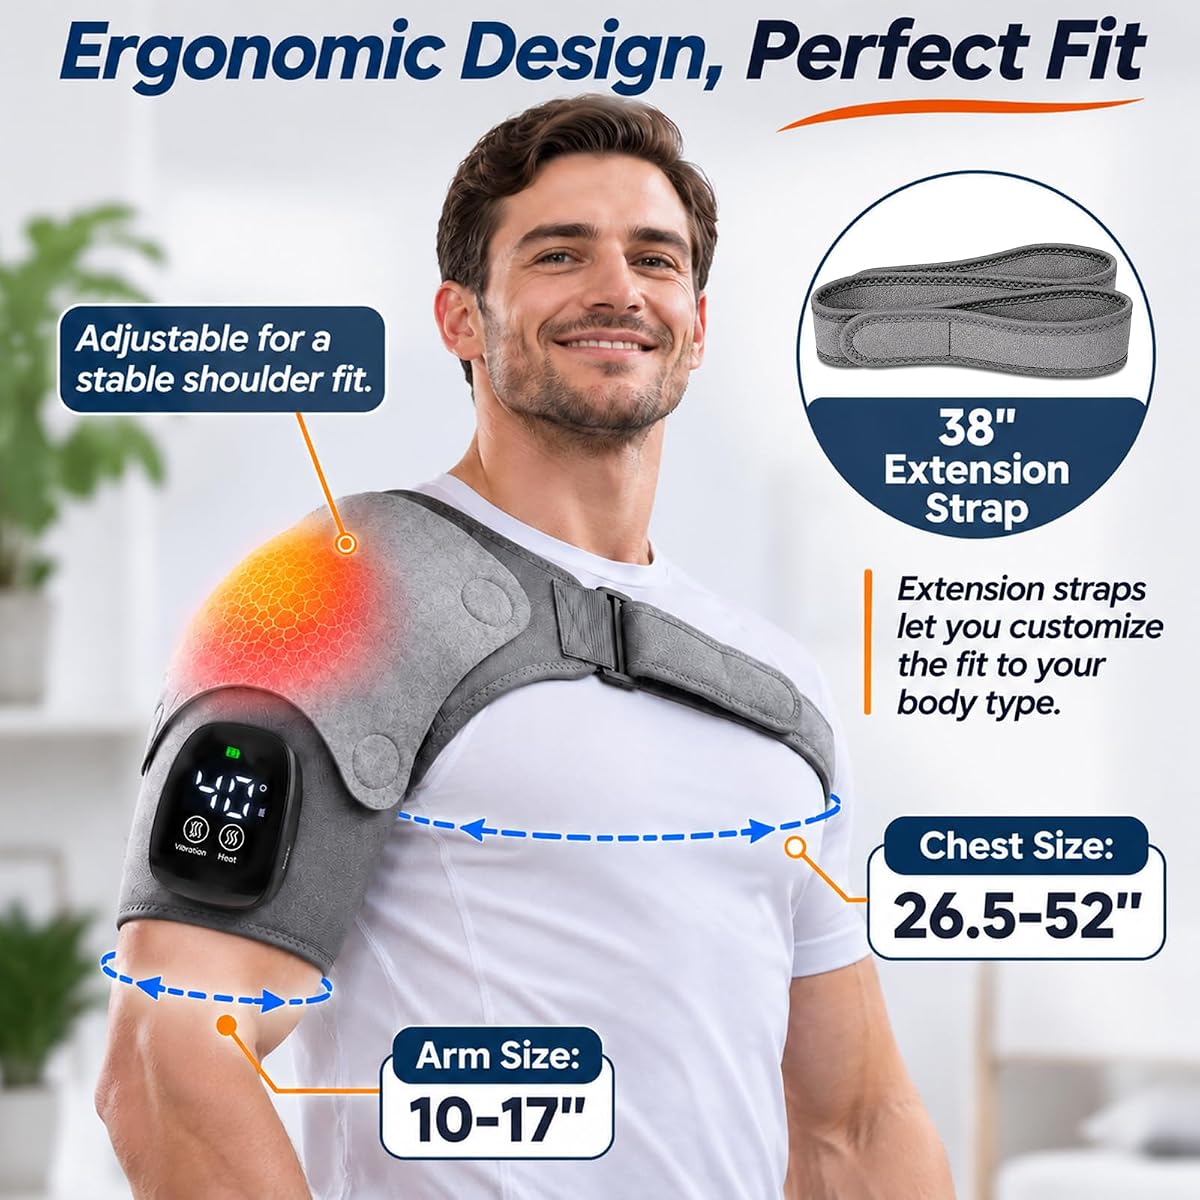 Ergonomic Design, Perfect Fit
Adjustable for a
stable shoulder fit.
38"
Extension
Strap
Extension straps
let you customize
the fit to your
body type.
40°
Vibration Heat
Chest Size:
26.5-52"
Arm Size:
10-17"